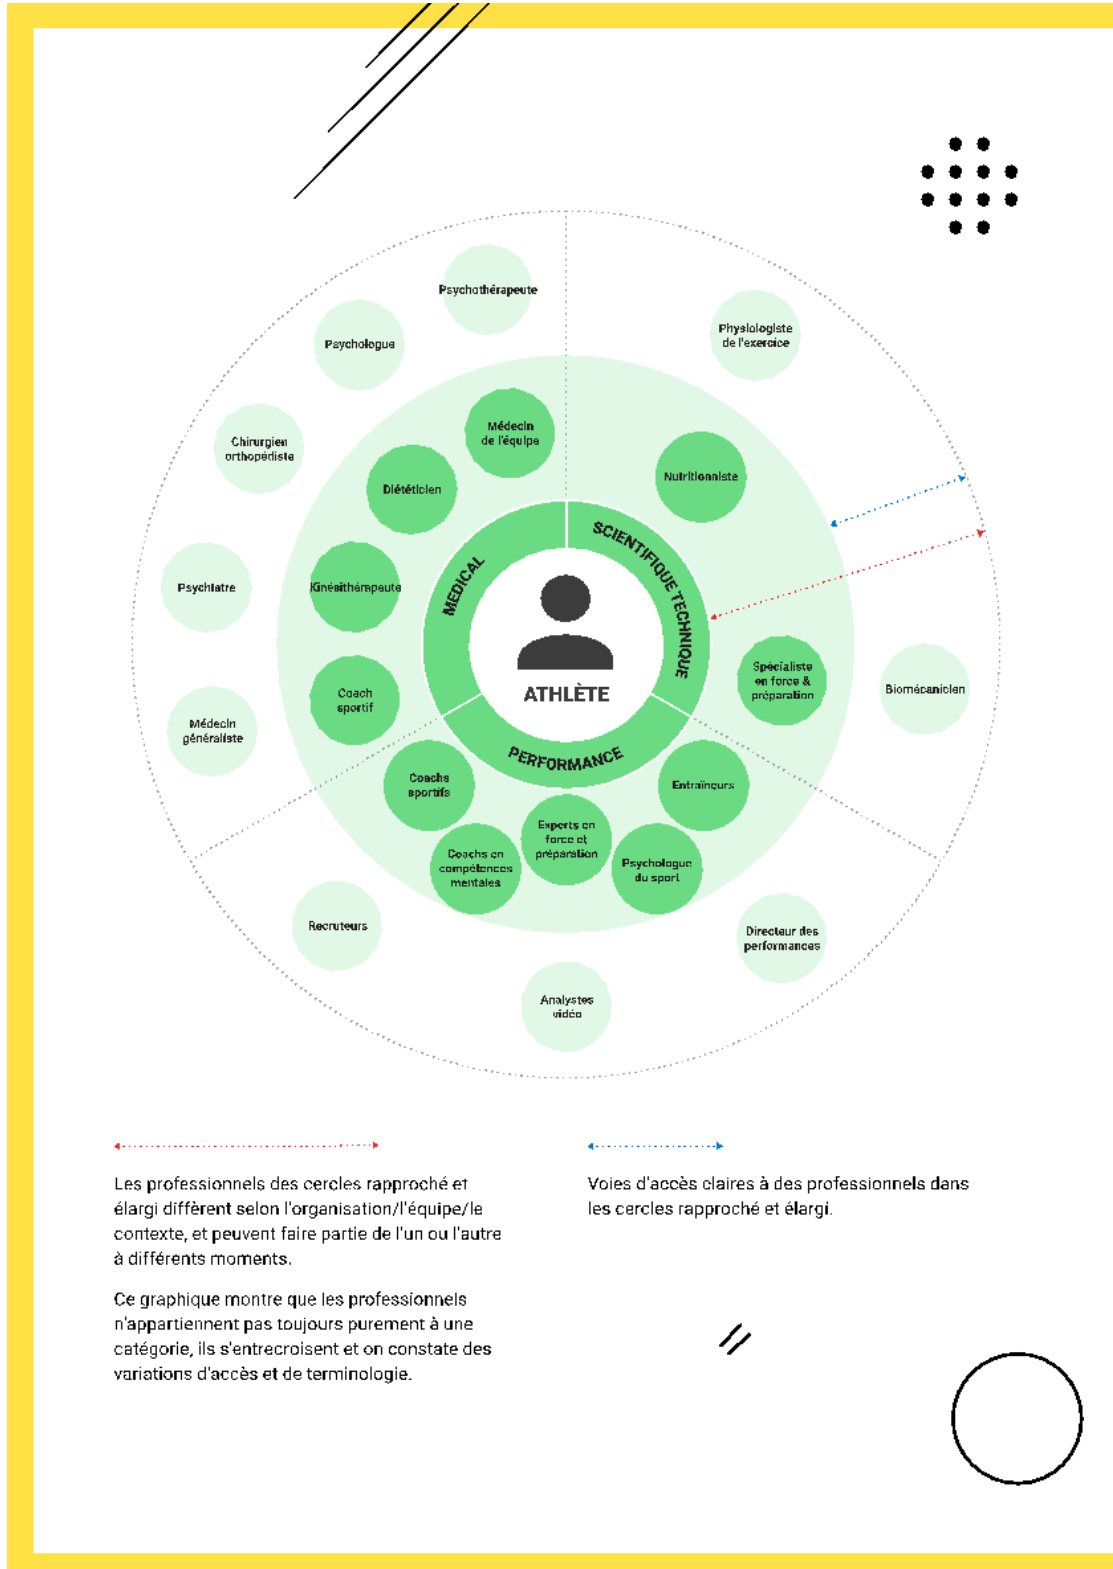 Psychothérapeute
Physiologiste
de l'exercice
Psychologue
Médecin
de l'équipe
Chirurgien
orthopédiste
Nutritionniste
Diététicien
SCIENTIFIQUE TECHNIQUE
MEDICAL
Psychiatre
Kinésithérapeute
Spécialiste
en force &
préparation
Biomécanicien
Coach
sportif
ATHLÈTE
Médecin
généraliste
PERFORMANCE
Coachs
sportifs
Entraîneurs
Experts en
force et
préparation
Coachs en
compétences
mentales
Psychologue
du sport
Recruteurs
Directeur des
performances
Analystes
vidéo
Les professionnels des cercles rapproché et
élargi diffèrent selon l'organisation/l'équipe/le
contexte, et peuvent faire partie de l'un ou l'autre
à différents moments.
Ce graphique montre que les professionnels
n'appartiennent pas toujours purement à une
catégorie, ils s'entrecroisent et on constate des
variations d'accès et de terminologie.
Voies d'accès claires à des professionnels dans
les cercles rapproché et élargi.